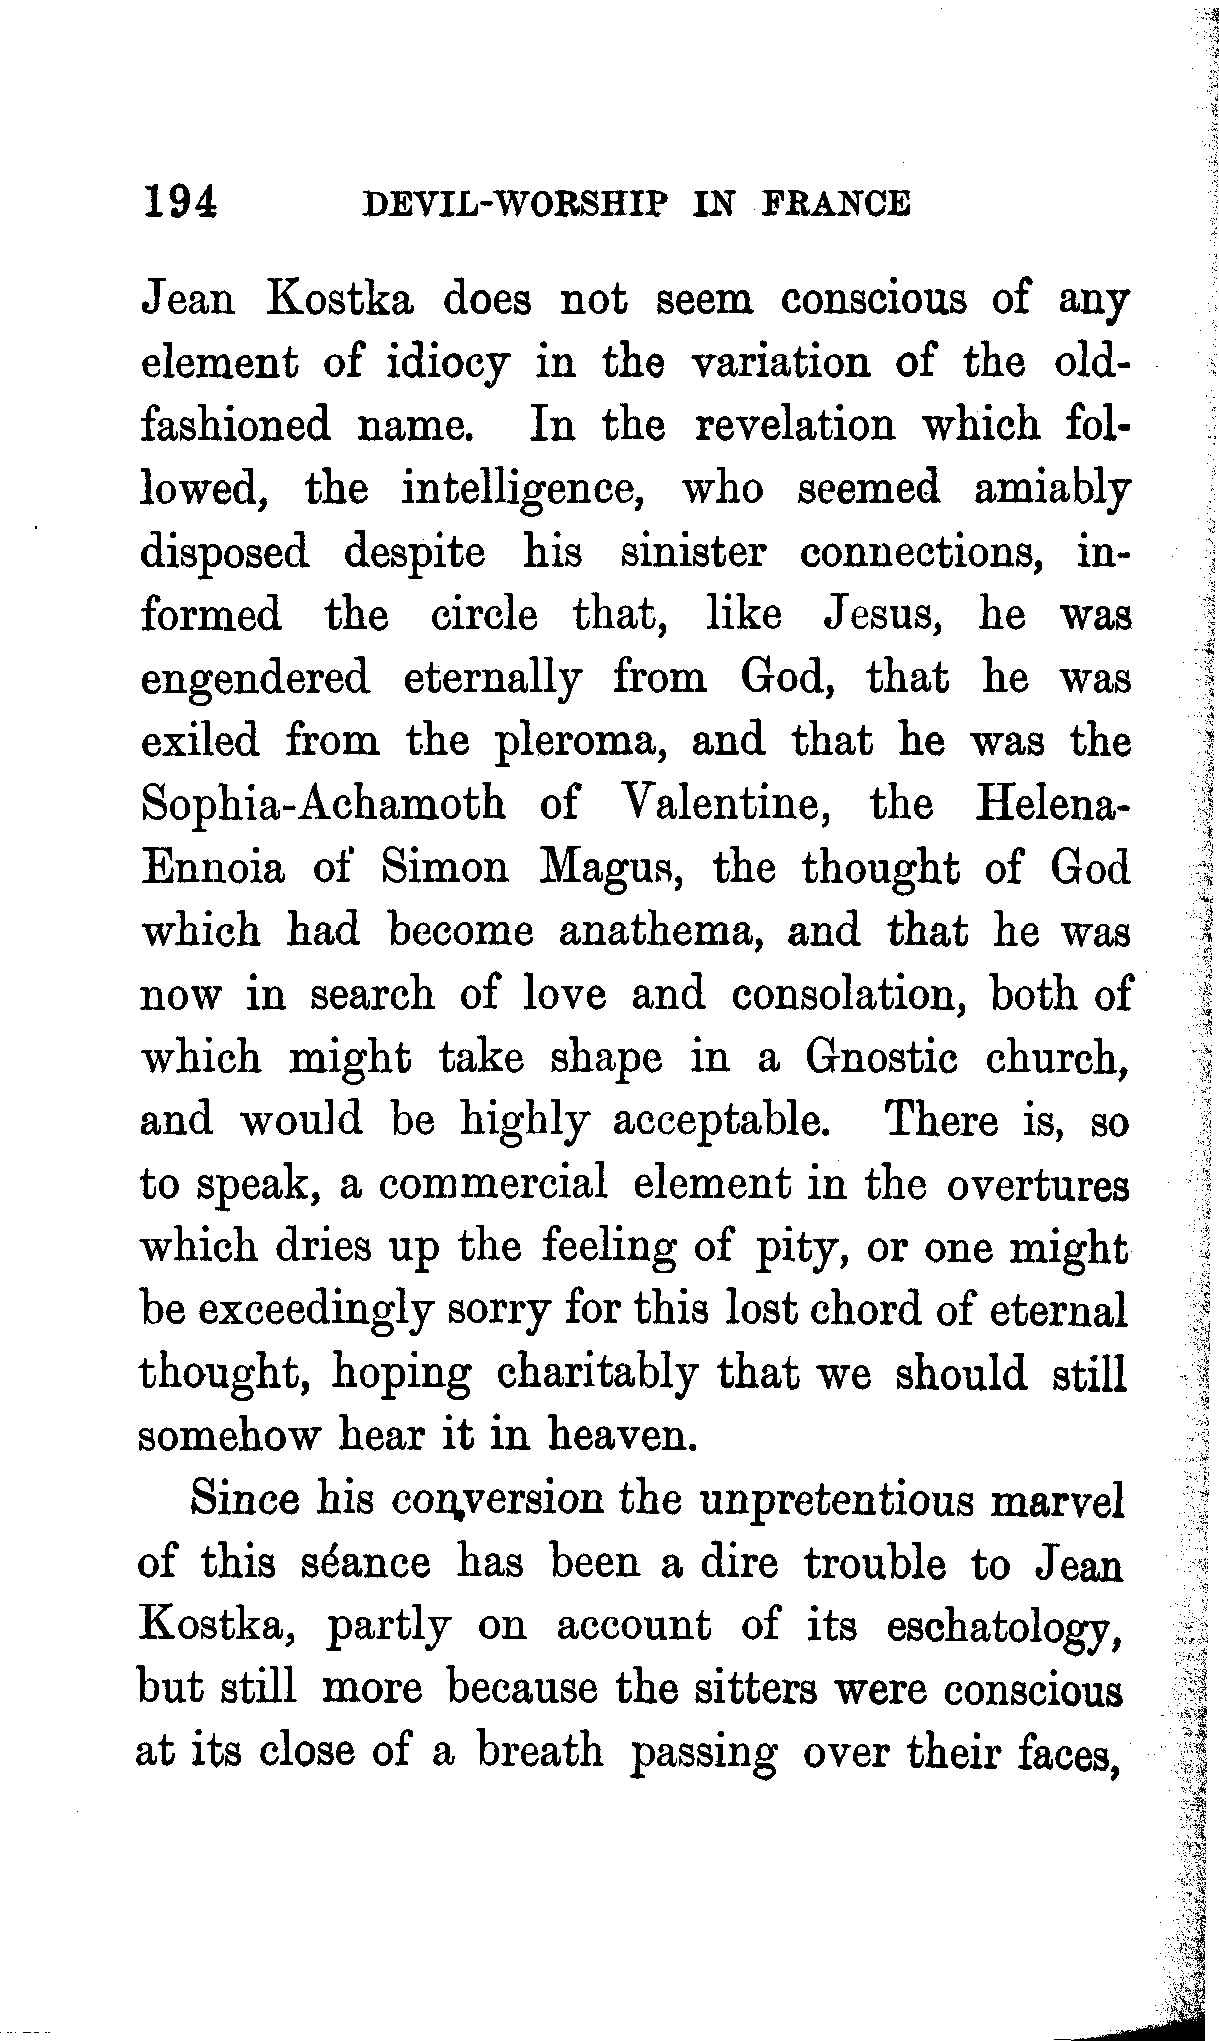 194 DEVIL-WORSHIP IN FRANCE
Jean Kostka does not seem conscious of any
element of idiocy in the variation of the old-
fashioned name. In the revelation which fol-
lowed, the intelligence, who seemed amiably
disposed despite his sinister connections, in-
formed the circle that, like Jesus, he was
engendered eternally from God, that he was
exiled from the pleroma, and that he was the
Sophia-Achamoth of Valentine, the Helena-
Ennoia of Simon Magus, the thought of God
which had become anathema, and that he was
now in search of love and consolation, both of
which might take shape in a Gnostic church,
and would be highly acceptable. There is, so
to speak, a commercial element in the overtures
which dries up the feeling of pity, or one might
be exceedingly sorry for this lost chord of eternal
thought, hoping charitably that we should still
somehow hear it in heaven.
Since his conversion the unpretentious marvel
of this séance has been a dire trouble to Jean
Kostka, partly on account of its eschatology,
but still more because the sitters were conscious
at its close of a breath passing over their faces,